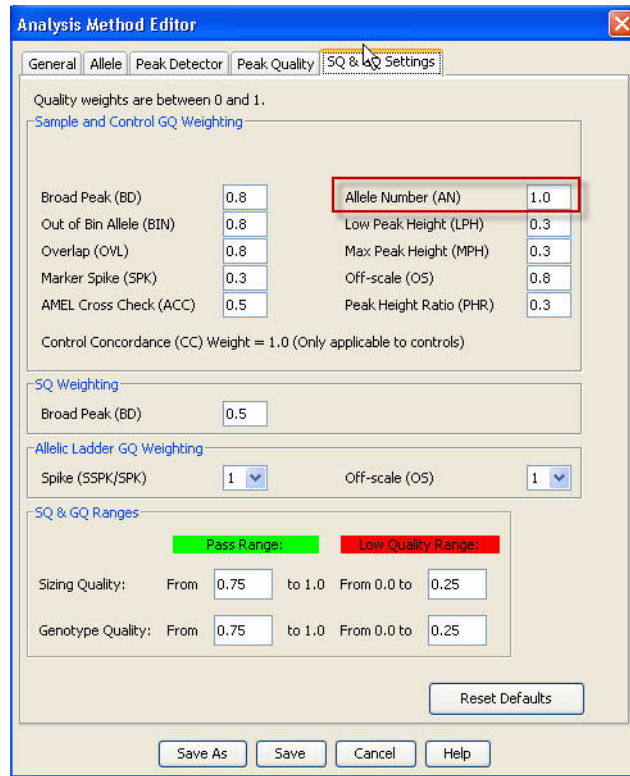 Analysis Method Editor
General Allele Peak Detector Peak Quality SQ & GQ Settings
Quality weights are between 0 and 1.
Sample and Control GQ Weighting
Broad Peak (BD) 0.8 Allele Number (AN) 1.0
Out of Bin Allele (BIN) 0.8 Low Peak Height (LPH) 0.3
Overlap (OVL) 0.8 Max Peak Height (MPH) 0.3
Marker Spike (SPK) 0.3 Off-scale (OS) 0.8
AMEL Cross Check (ACC) 0.5 Peak Height Ratio (PHR) 0.3
Control Concordance (CC) Weight = 1.0 (Only applicable to controls)
SQ Weighting
Broad Peak (BD) 0.5
Allelic Ladder GQ Weighting
Spike (SSPK/SPK) 1 Off-scale (OS) 1
SQ & GQ Ranges
Pass Range: Low Quality Range:
Sizing Quality: From 0.75 to 1.0 From 0.0 to 0.25
Genotype Quality: From 0.75 to 1.0 From 0.0 to 0.25
Reset Defaults
Save As Save Cancel Help